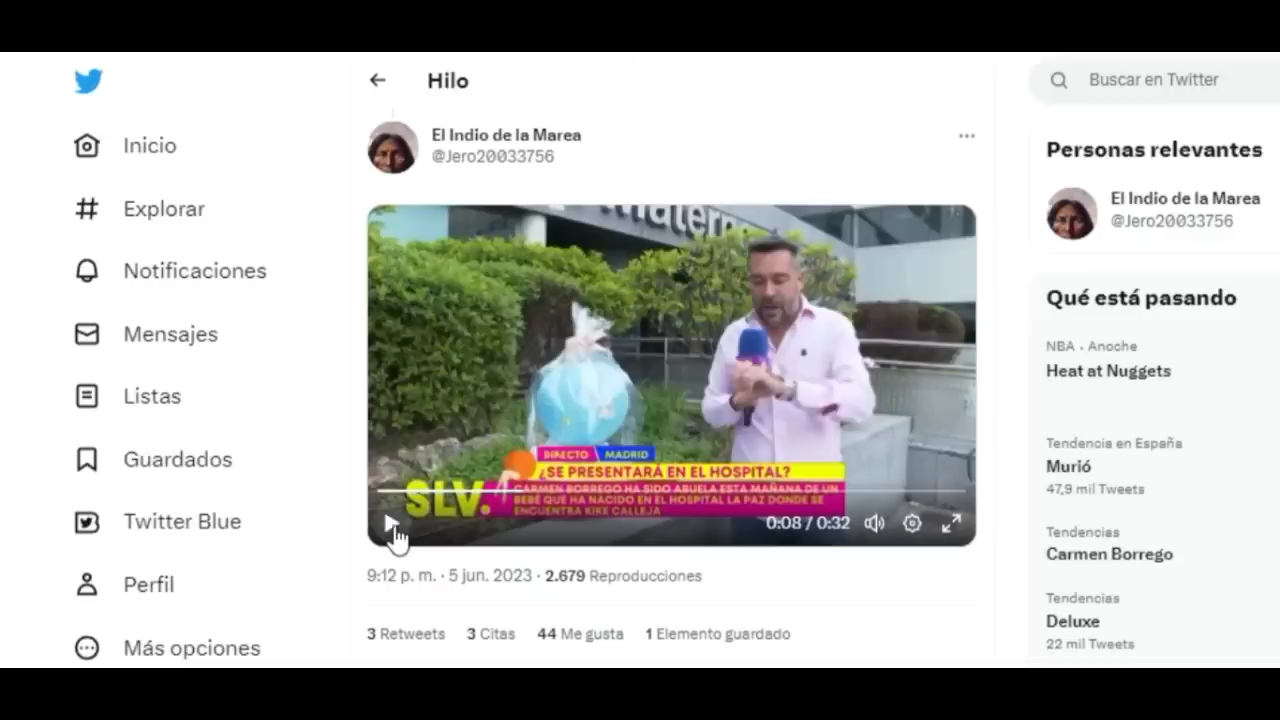 Hilo
Buscar en Twitter
El Indio de la Marea
@Jero20033756
Inicio
Explorar
Notificaciones
Mensajes
Listas
Guardados
Twitter Blue
Perfil
Más opciones
DIRECTO MADRID
¿SE PRESENTARÁ EN EL HOSPITAL?
SLV.
CARMEN BORREGO HA SIDO ABUELA ESTA MAÑANA DE UN
BEBÉ QUE HA NACIDO EN EL HOSPITAL LA PAZ DONDE SE
ENCUENTRA KIKE CALLEJA
0:08 / 0:32
9:12 p. m. · 5 jun. 2023 · 2.679 Reproducciones
3 Retweets 3 Citas 44 Me gusta 1 Elemento guardado
Personas relevantes
El Indio de la Marea
@Jero20033756
Qué está pasando
NBA · Anoche
Heat at Nuggets
Tendencia en España
Murió
47,9 mil Tweets
Tendencias
Carmen Borrego
Tendencias
Deluxe
22 mil Tweets